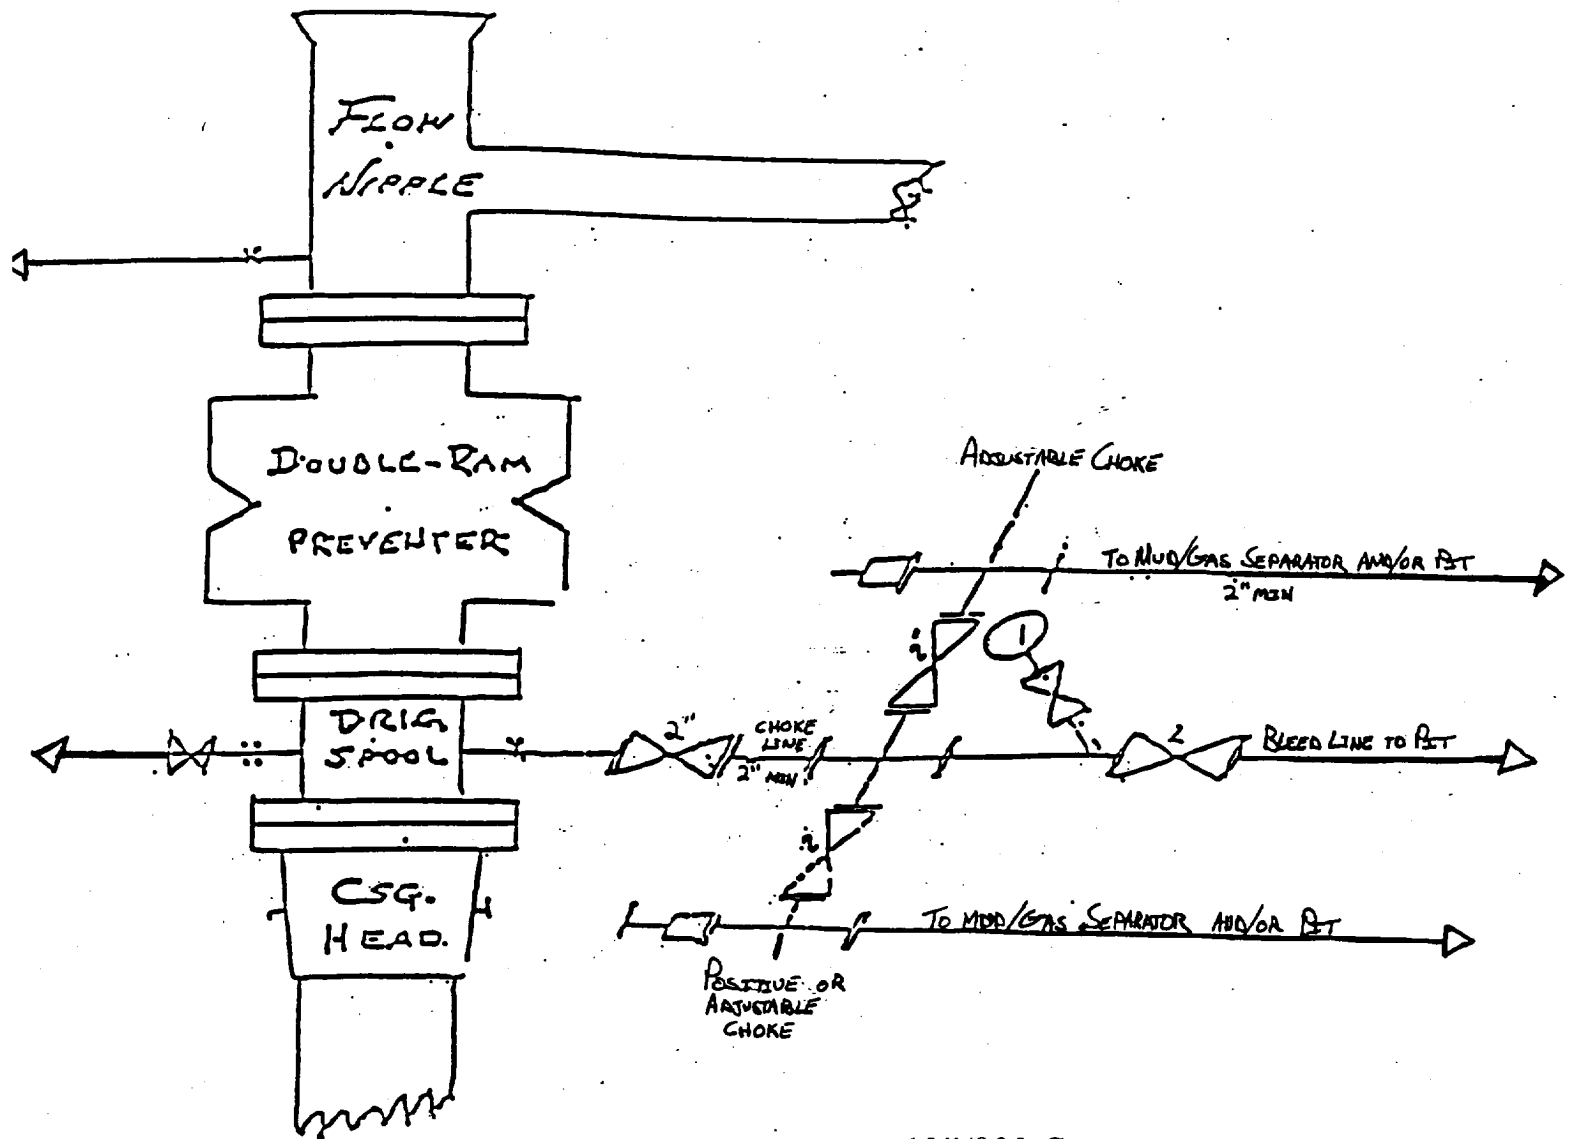 FLOW
NIPPLE
DOUBLE-RAM
PREVENTER
ADJUSTABLE CHOKE
TO MUD/GAS SEPARATOR AND/OR PIT
2" MIN
1
DRLG
SPOOL
2"
CHOKE
LINE
2" MIN
2
BLEED LINE TO PIT
CSG.
HEAD.
TO MUD/GAS SEPARATOR AND/OR PIT
POSITIVE OR
ADJUSTABLE
CHOKE